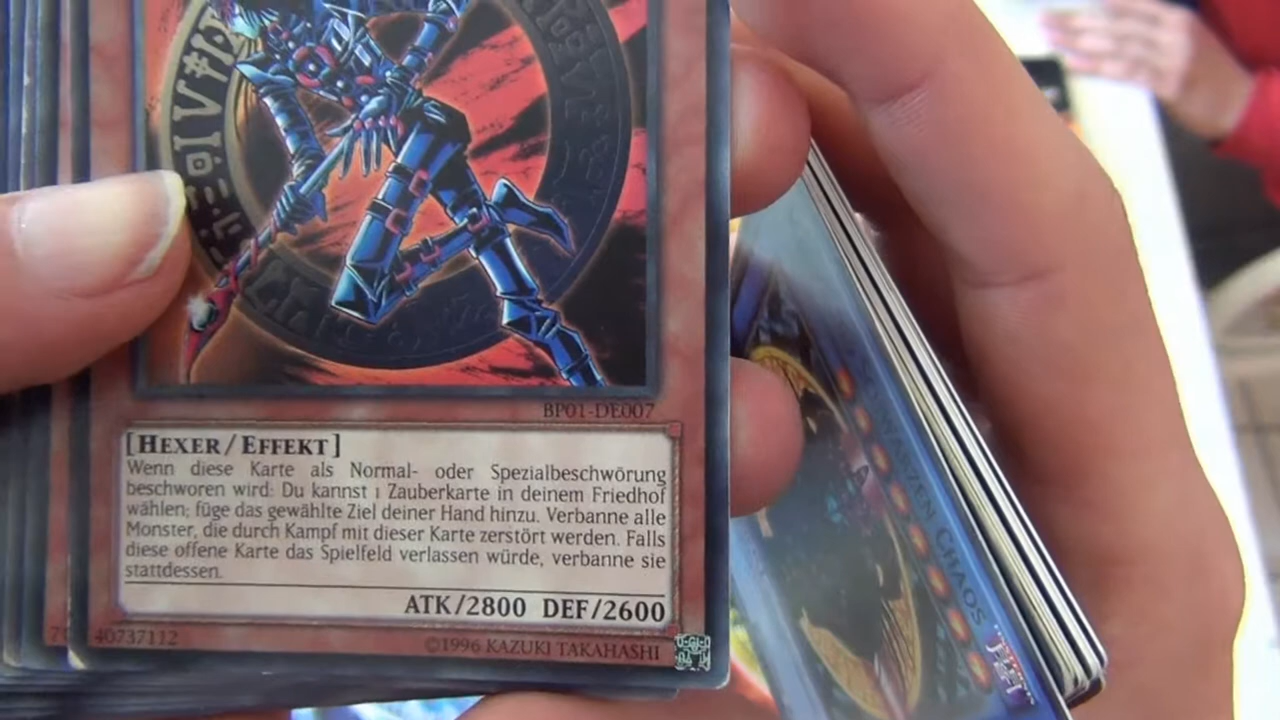 BP01-DE007
[HEXER/EFFEKT]
Wenn diese Karte als Normal- oder Spezialbeschwörung
beschworen wird: Du kannst 1 Zauberkarte in deinem Friedhof
wählen; füge das gewählte Ziel deiner Hand hinzu. Verbanne alle
Monster, die durch Kampf mit dieser Karte zerstört werden. Falls
diese offene Karte das Spielfeld verlassen würde, verbanne sie
stattdessen.
ATK/2800 DEF/2600
40737112
©1996 KAZUKI TAKAHASHI
CHAOS